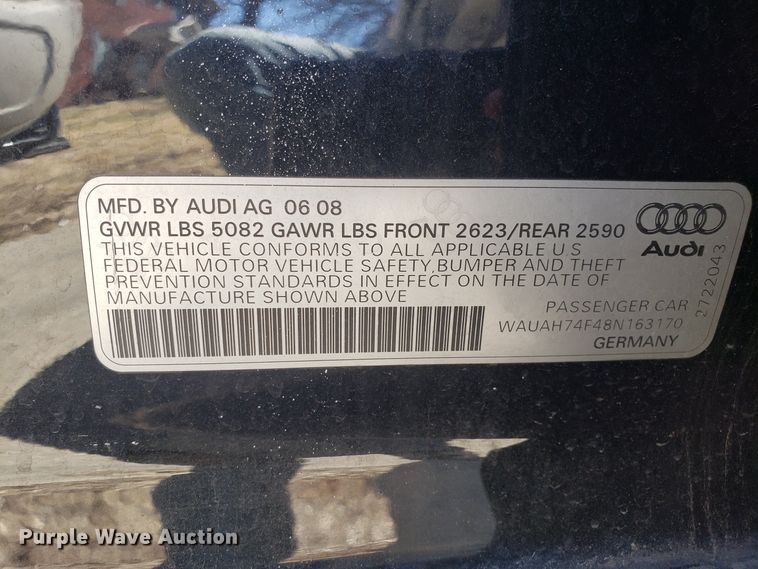 MFD. BY AUDI AG 06 08
GVWR LBS 5082 GAWR LBS FRONT 2623/REAR 2590
THIS VEHICLE CONFORMS TO ALL APPLICABLE U S
FEDERAL MOTOR VEHICLE SAFETY, BUMPER AND THEFT
PREVENTION STANDARDS IN EFFECT ON THE DATE OF
MANUFACTURE SHOWN ABOVE
PASSENGER CAR
WAUAH74F48N163170
GERMANY
Audi
2722043
Purple Wave Auction